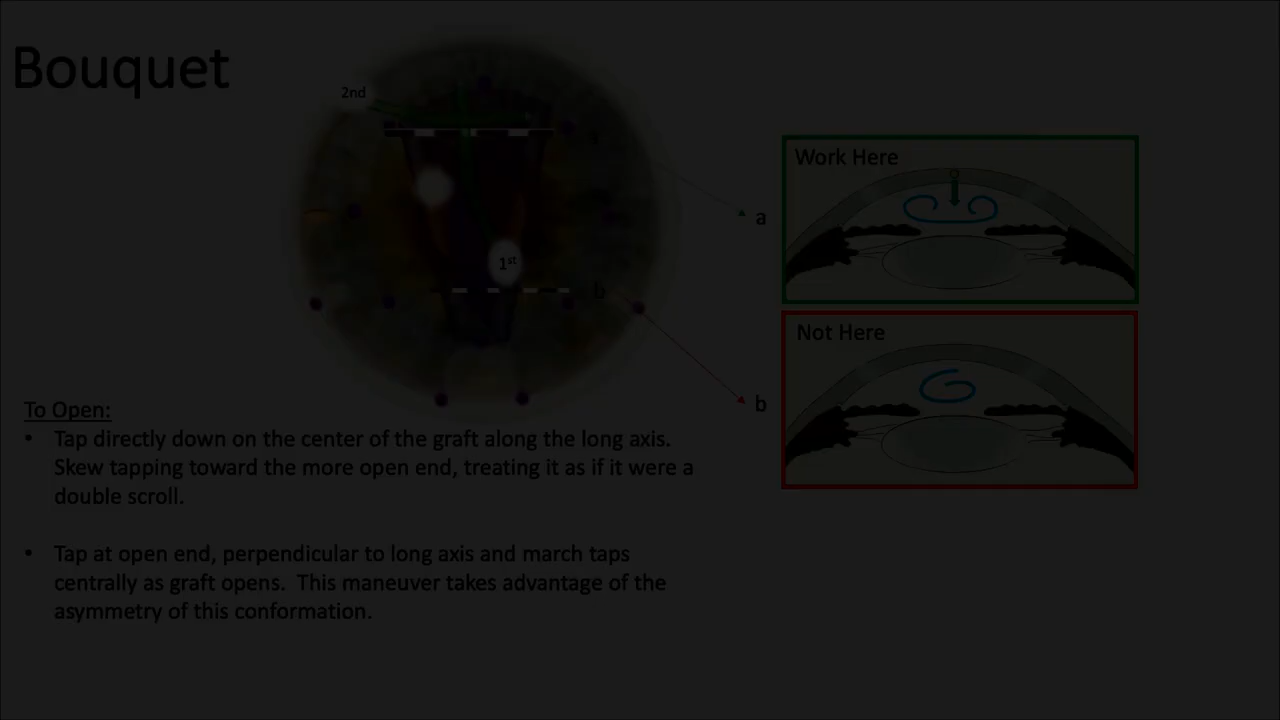 Bouquet
2nd
a
1st
b
Work Here
a
Not Here
b
To Open:
• Tap directly down on the center of the graft along the long axis.
Skew tapping toward the more open end, treating it as if it were a
double scroll.
• Tap at open end, perpendicular to long axis and march taps
centrally as graft opens. This maneuver takes advantage of the
asymmetry of this conformation.